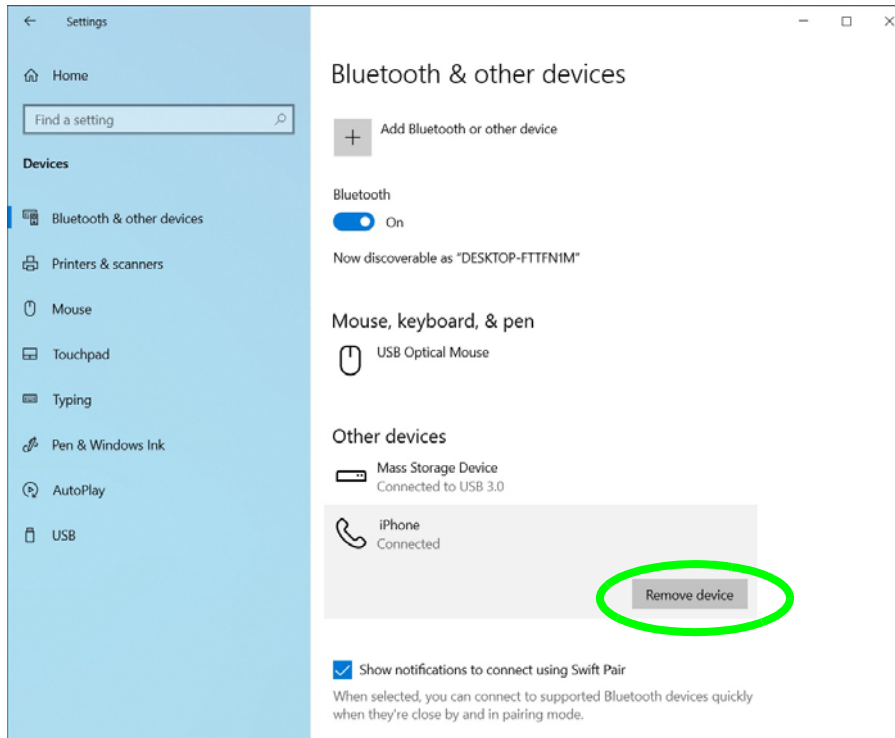 Settings
Home
Find a setting
Devices
Bluetooth & other devices
Printers & scanners
Mouse
Touchpad
Typing
Pen & Windows Ink
AutoPlay
USB
Bluetooth & other devices
Add Bluetooth or other device
Bluetooth
On
Now discoverable as “DESKTOP-FTTFN1M”
Mouse, keyboard, & pen
USB Optical Mouse
Other devices
Mass Storage Device
Connected to USB 3.0
iPhone
Connected
Remove device
Show notifications to connect using Swift Pair
When selected, you can connect to supported Bluetooth devices quickly
when they're close by and in pairing mode.